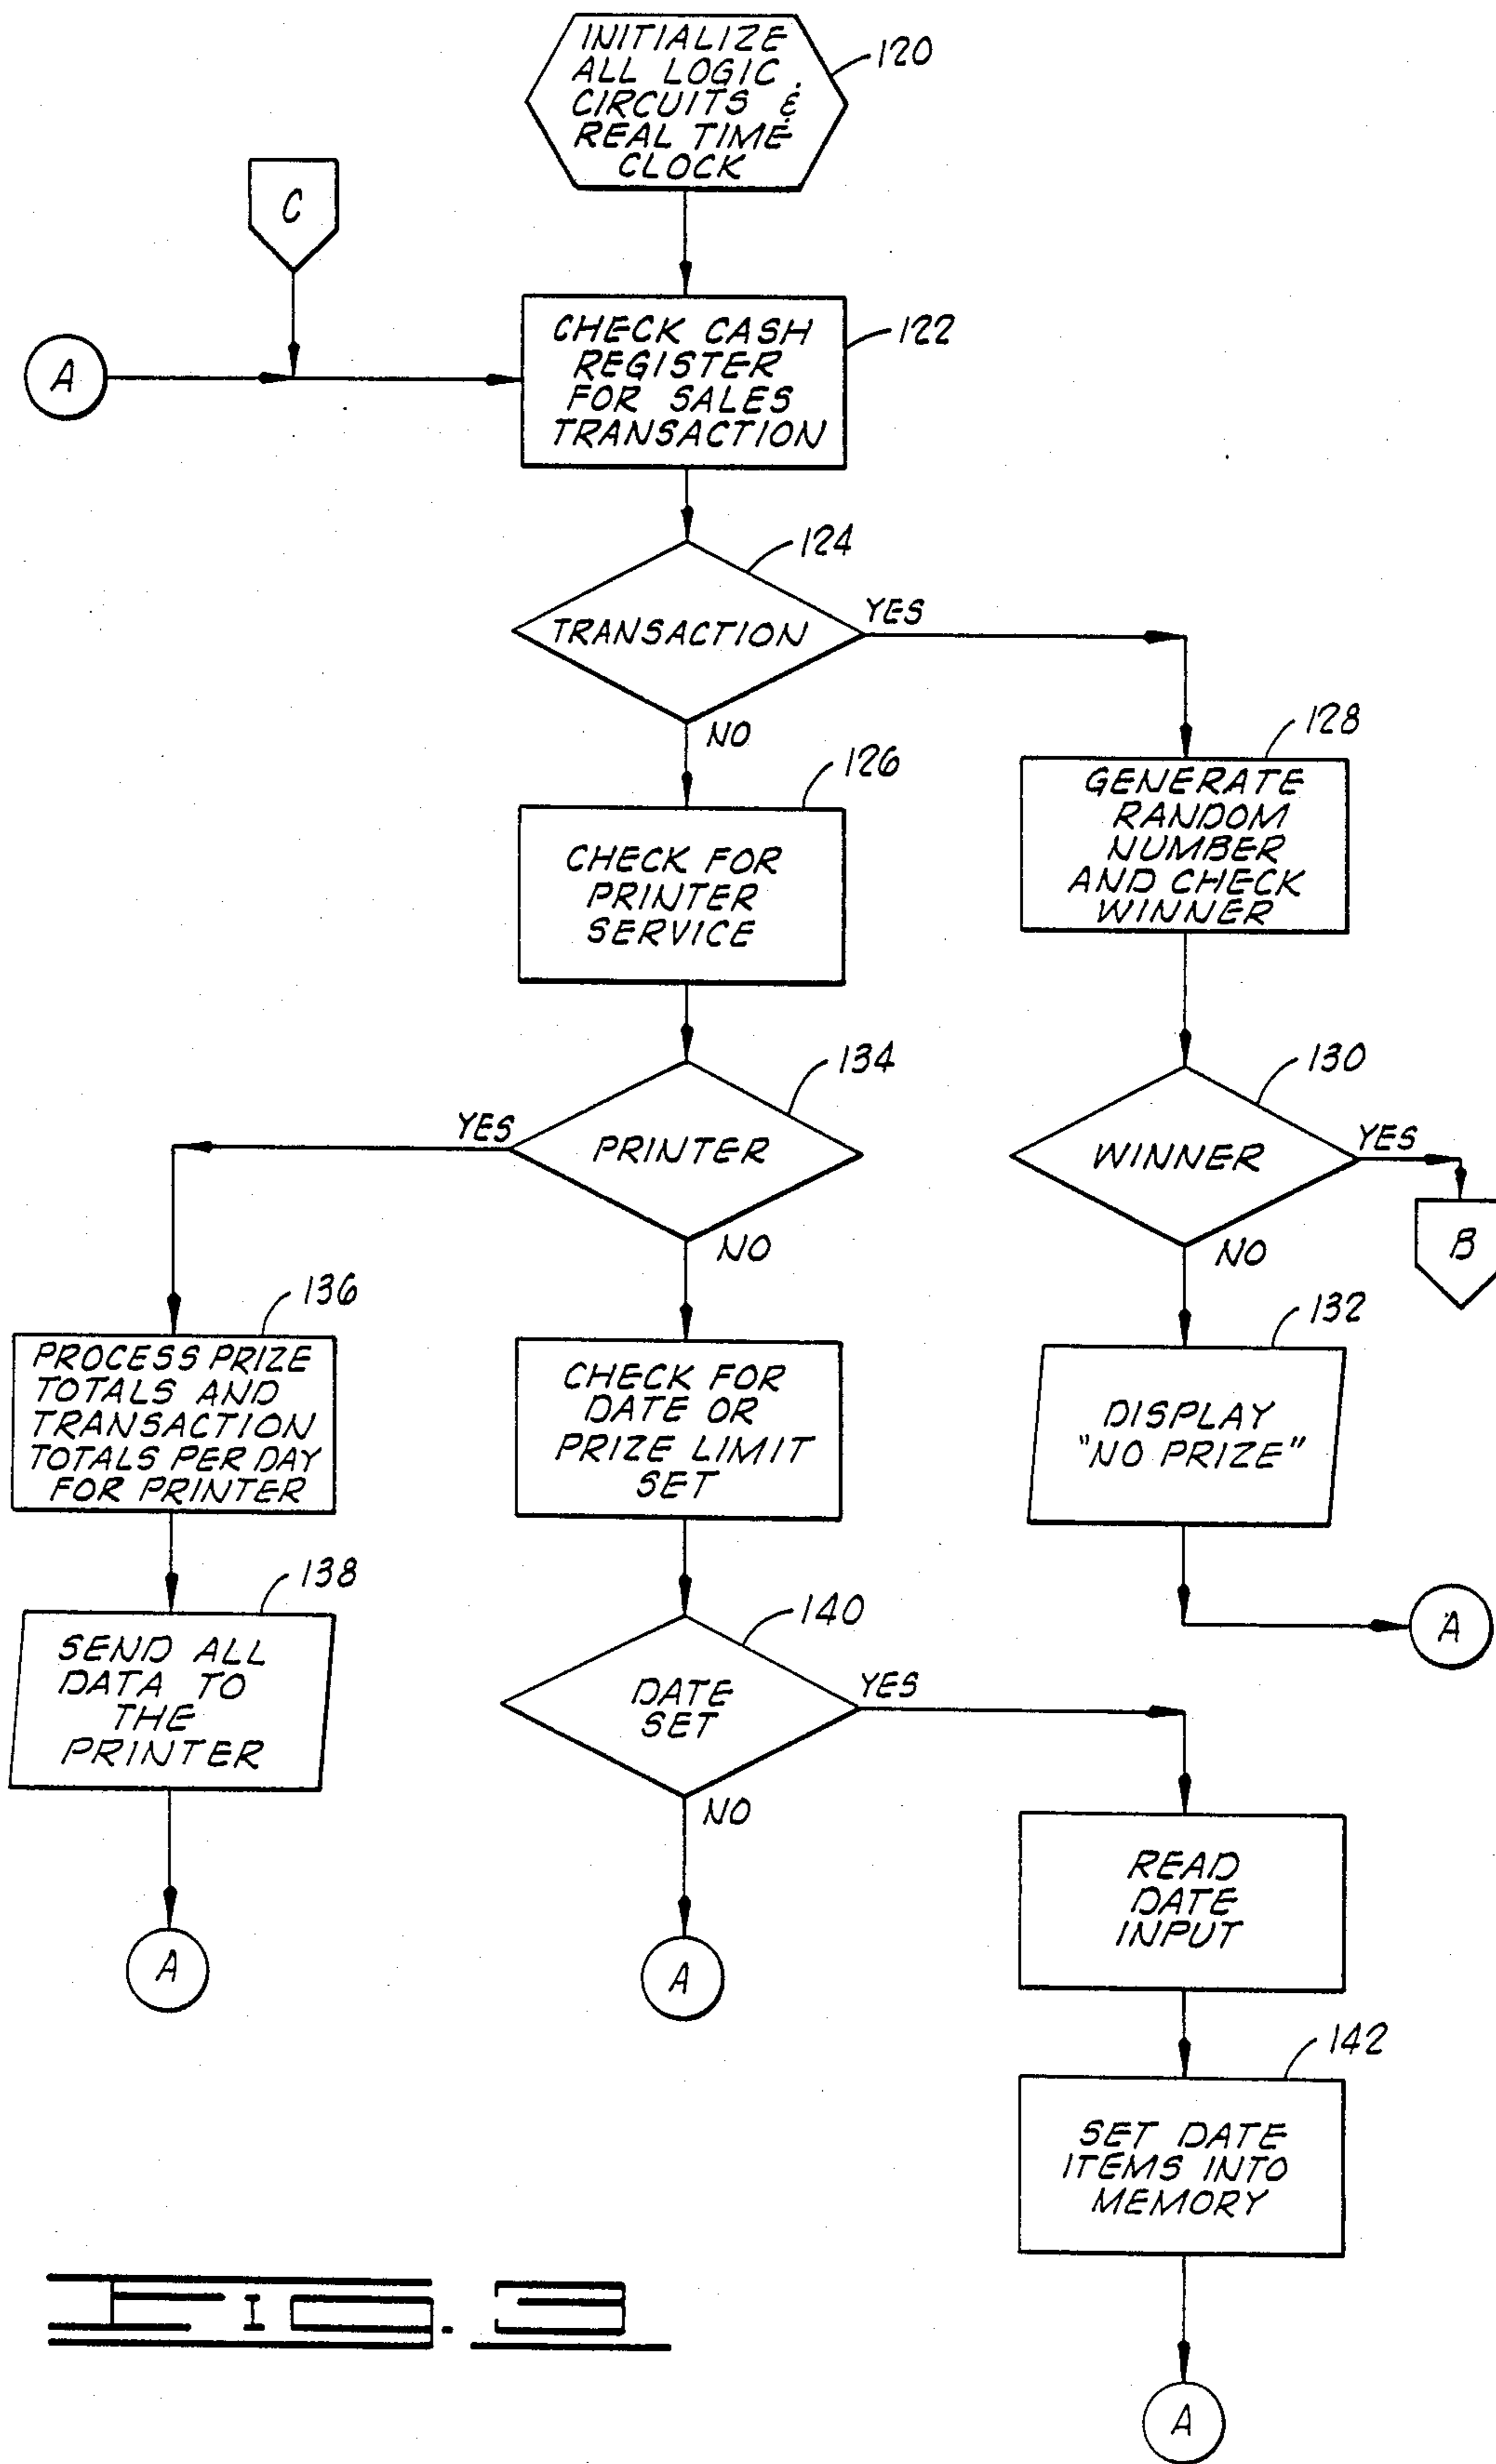 INITIALIZE
ALL LOGIC
CIRCUITS &
REAL TIME
CLOCK
120
C
A
CHECK CASH
REGISTER
FOR SALES
TRANSACTION
122
124
TRANSACTION
YES
NO
126
CHECK FOR
PRINTER
SERVICE
128
GENERATE
RANDOM
NUMBER
AND CHECK
WINNER
134
YES
PRINTER
NO
130
WINNER
YES
NO
B
136
PROCESS PRIZE
TOTALS AND
TRANSACTION
TOTALS PER DAY
FOR PRINTER
CHECK FOR
DATE OR
PRIZE LIMIT
SET
132
DISPLAY
"NO PRIZE"
A
138
SEND ALL
DATA TO
THE
PRINTER
A
140
DATE
SET
YES
NO
A
READ
DATE
INPUT
142
SET DATE
ITEMS INTO
MEMORY
A